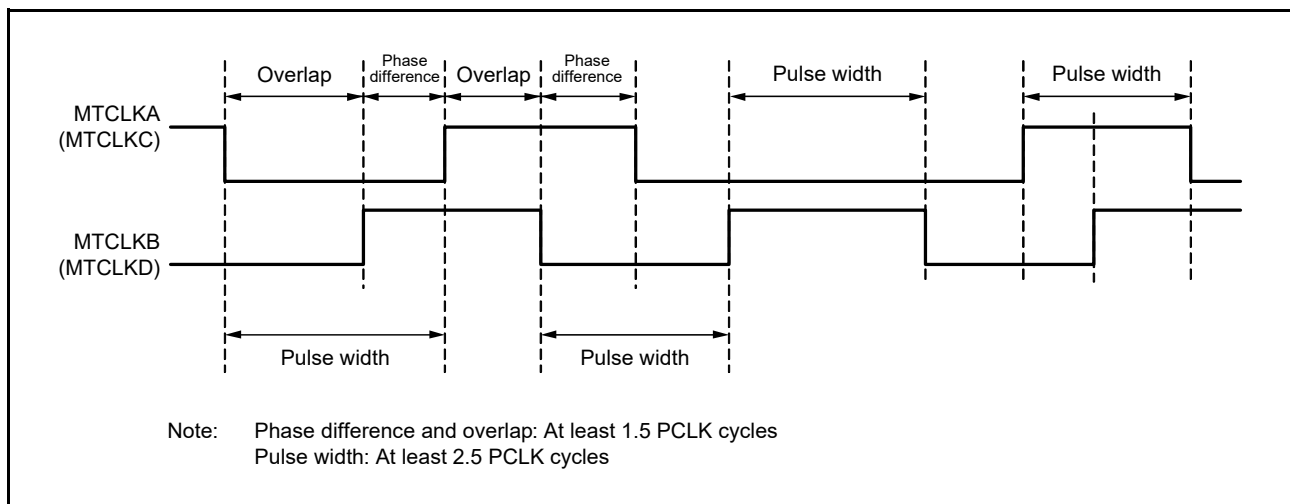 Overlap
Phase
difference
Overlap
Phase
difference
Pulse width
Pulse width
MTCLKA
(MTCLKC)
MTCLKB
(MTCLKD)
Pulse width
Pulse width
Note: Phase difference and overlap: At least 1.5 PCLK cycles
Pulse width: At least 2.5 PCLK cycles